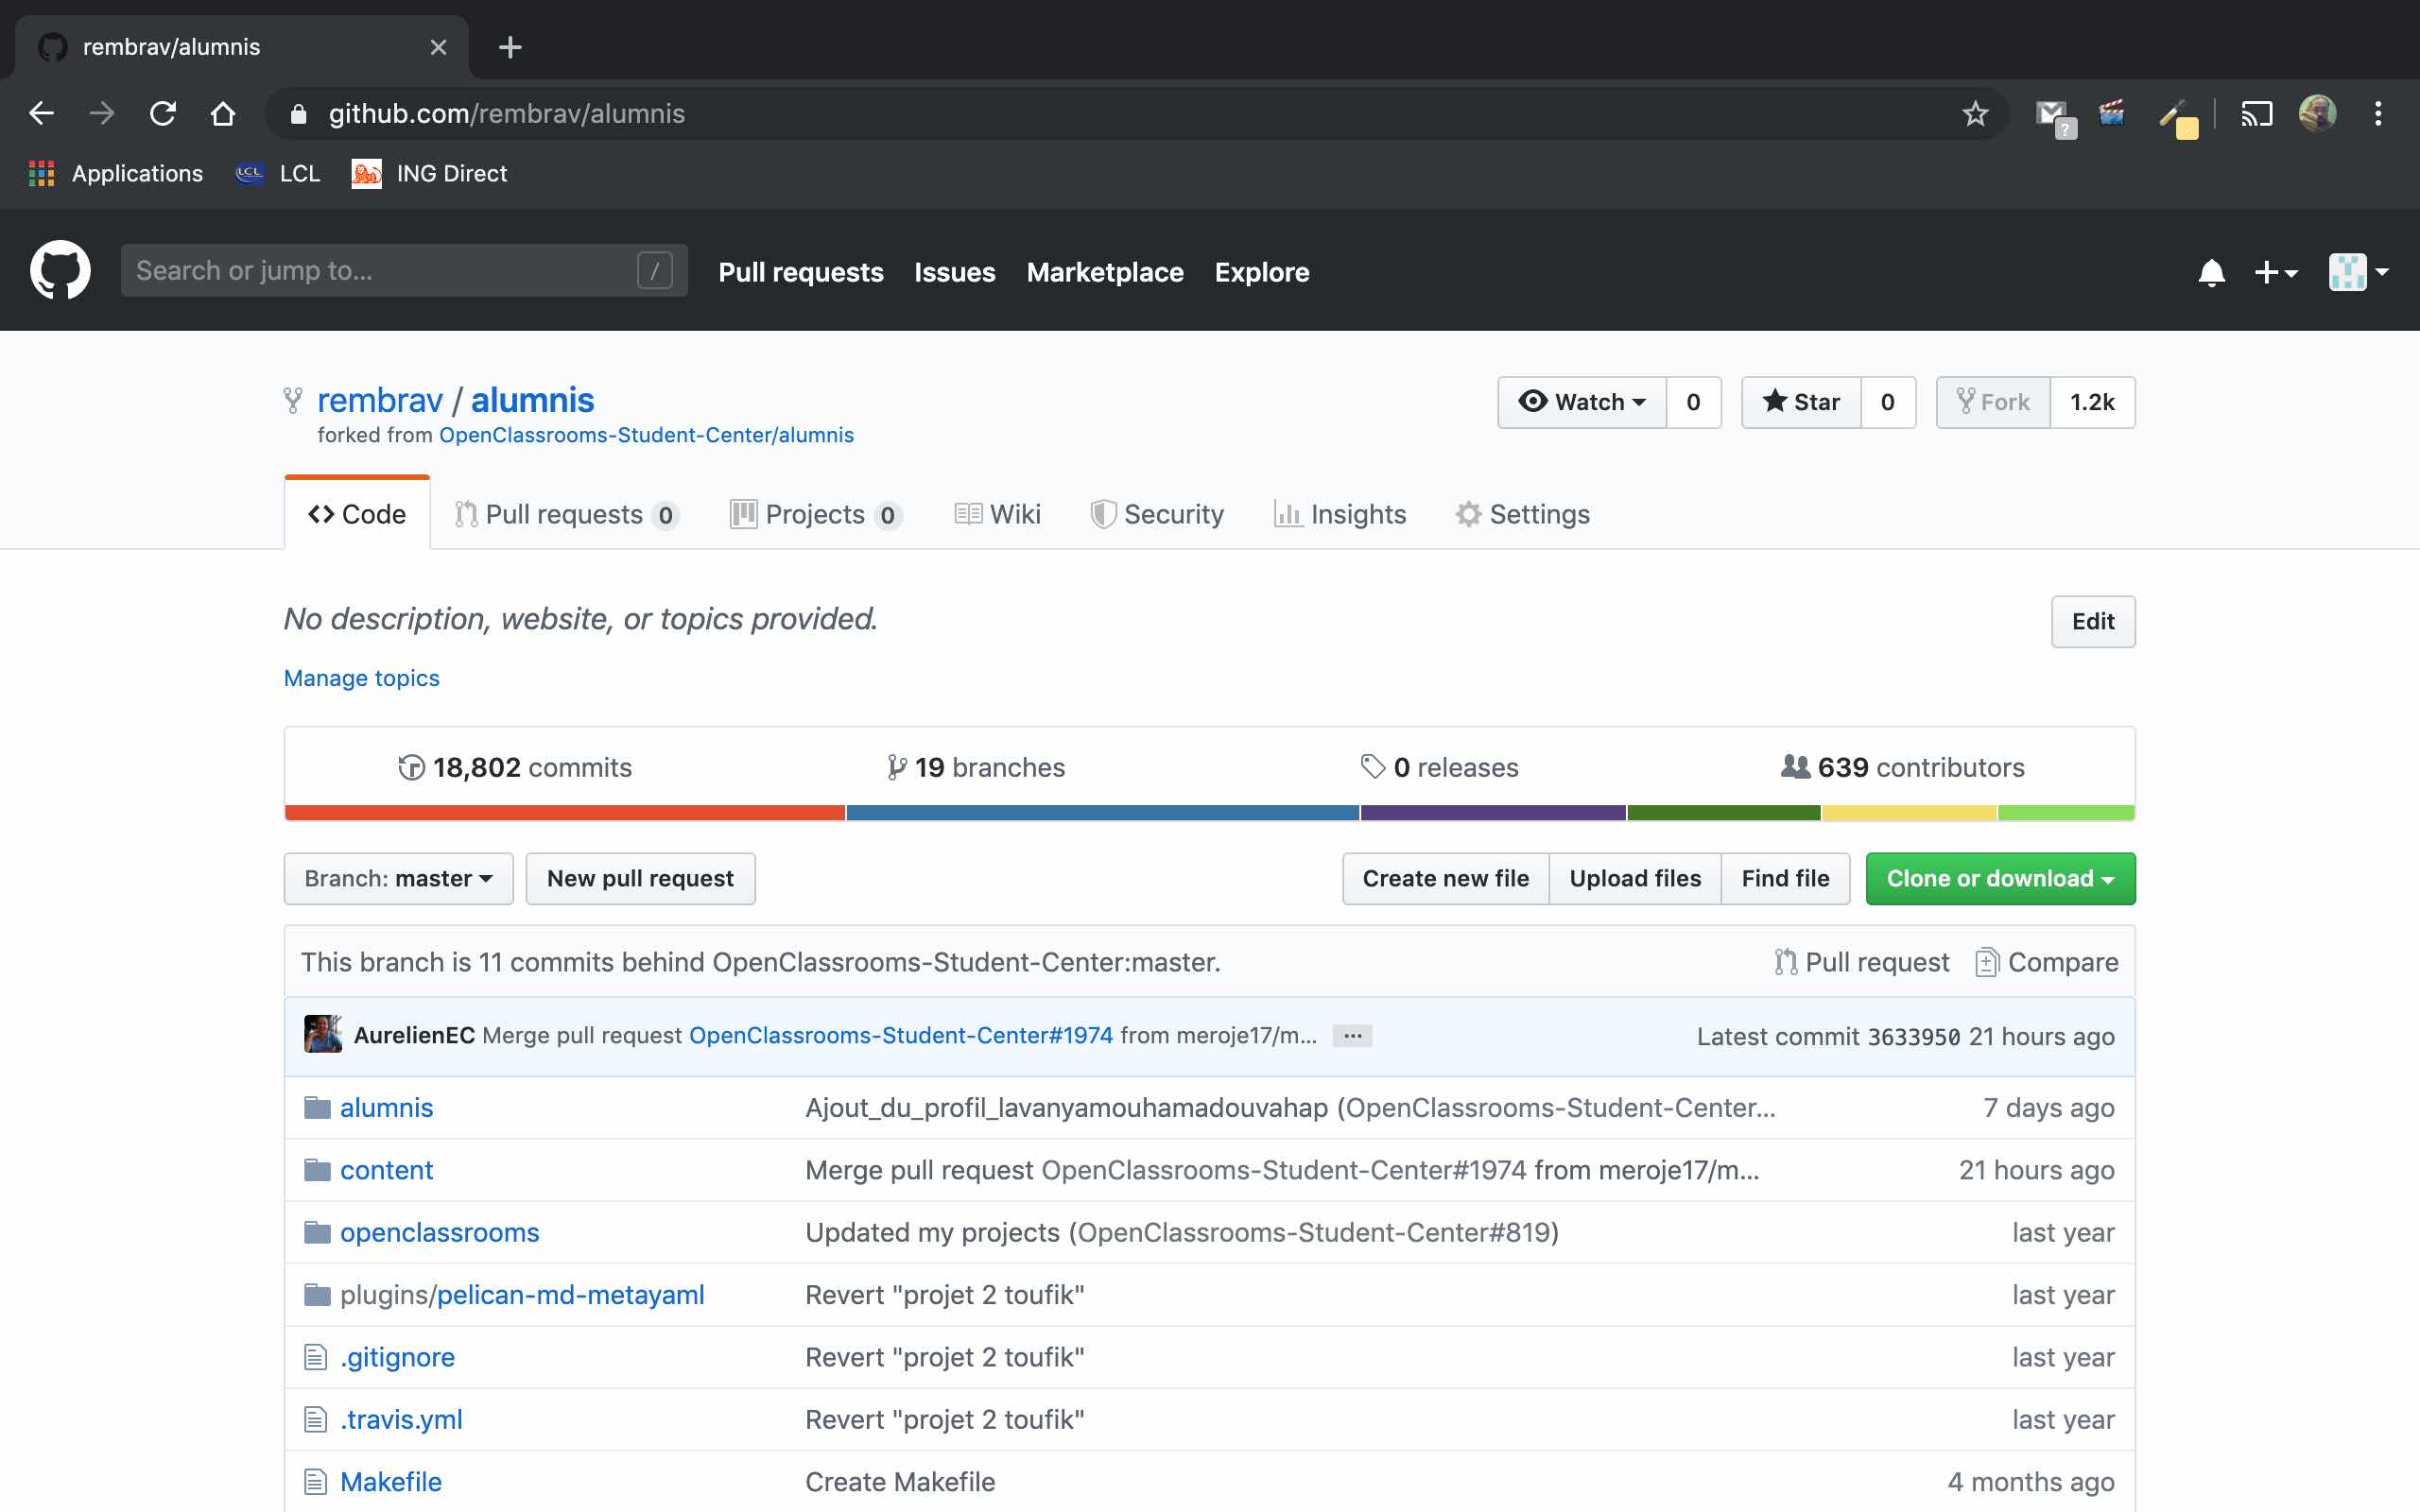 rembrav/alumnis
github.com/rembrav/alumnis
?
Applications LCL LCL ING Direct
Search or jump to... / Pull requests Issues Marketplace Explore
rembrav / alumnis
Watch 0 Star 0 Fork 1.2k
forked from OpenClassrooms-Student-Center/alumnis
Code Pull requests 0 Projects 0 Wiki Security Insights Settings
No description, website, or topics provided. Edit
Manage topics
18,802 commits 19 branches 0 releases 639 contributors
Branch: master New pull request Create new file Upload files Find file Clone or download
This branch is 11 commits behind OpenClassrooms-Student-Center:master. Pull request Compare
AurelienEC Merge pull request OpenClassrooms-Student-Center#1974 from meroje17/m... ... Latest commit 3633950 21 hours ago
alumnis Ajout_du_profil_lavanyamouhamadouvahap (OpenClassrooms-Student-Center... 7 days ago
content Merge pull request OpenClassrooms-Student-Center#1974 from meroje17/m... 21 hours ago
openclassrooms Updated my projects (OpenClassrooms-Student-Center#819) last year
plugins/pelican-md-metayaml Revert "projet 2 toufik" last year
.gitignore Revert "projet 2 toufik" last year
.travis.yml Revert "projet 2 toufik" last year
Makefile Create Makefile 4 months ago